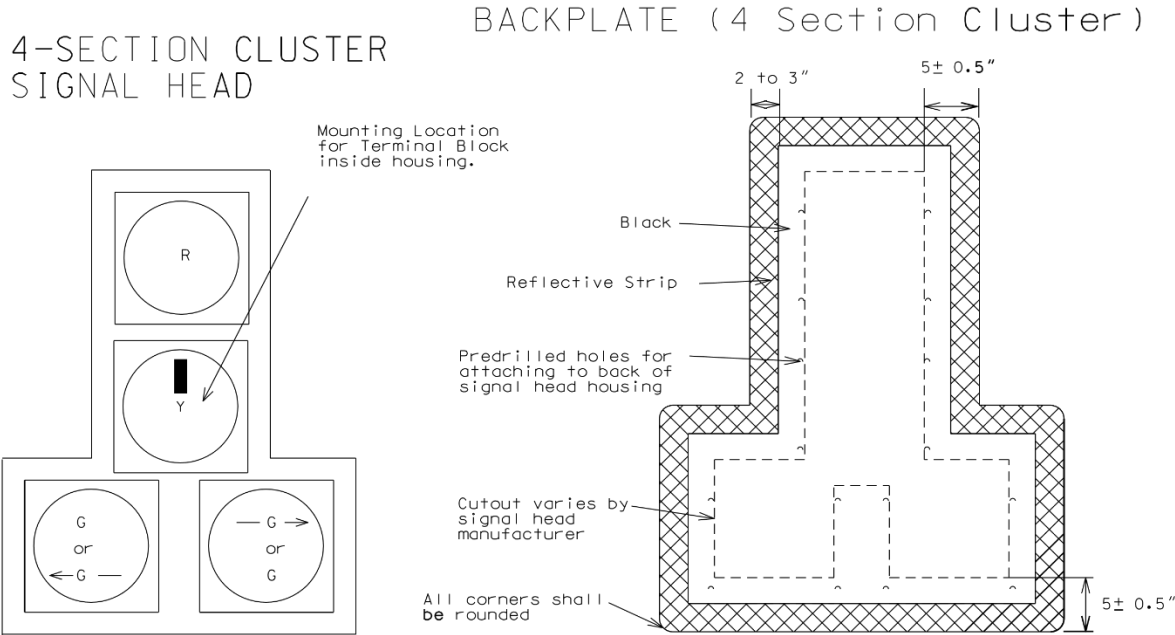 BACKPLATE (4 Section Cluster)
4-SECTION CLUSTER
SIGNAL HEAD
2 to 3"
5± 0.5"
Mounting Location
for Terminal Block
inside housing.
R
Y
G
or
G
G
or
G
Black
Reflective Strip
Predrilled holes for
attaching to back of
signal head housing
Cutout varies by
signal head
manufacturer
All corners shall
be rounded
5± 0.5"